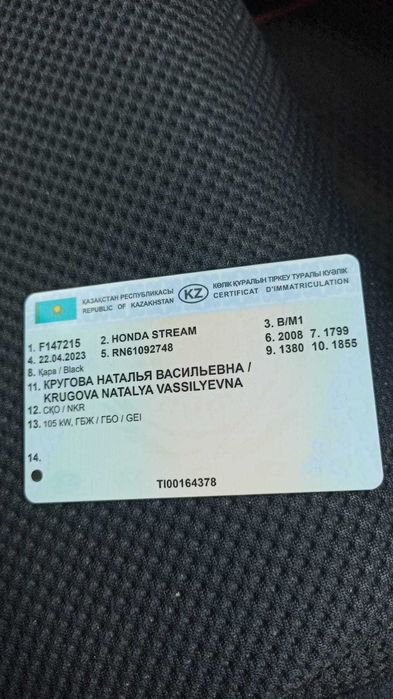 ҚАЗАҚСТАН РЕСПУБЛИКАСЫ
REPUBLIC OF KAZAKHSTAN
KZ
КӨЛІК ҚҰРАЛЫН ТІРКЕУ ТУРАЛЫ КУӘЛІК
CERTIFICAT D'IMMATRICULATION
1. F147215 2. HONDA STREAM 3. B/M1
4. 22.04.2023 5. RN61092748 6. 2008 7. 1799
8. Қара / Black 9. 1380 10. 1855
11. КРУГОВА НАТАЛЬЯ ВАСИЛЬЕВНА /
KRUGOVA NATALYA VASSILYEVNA
12. СҚО / NKR
13. 105 kW, ГБЖ / ГБО / GEI
14.
TI00164378